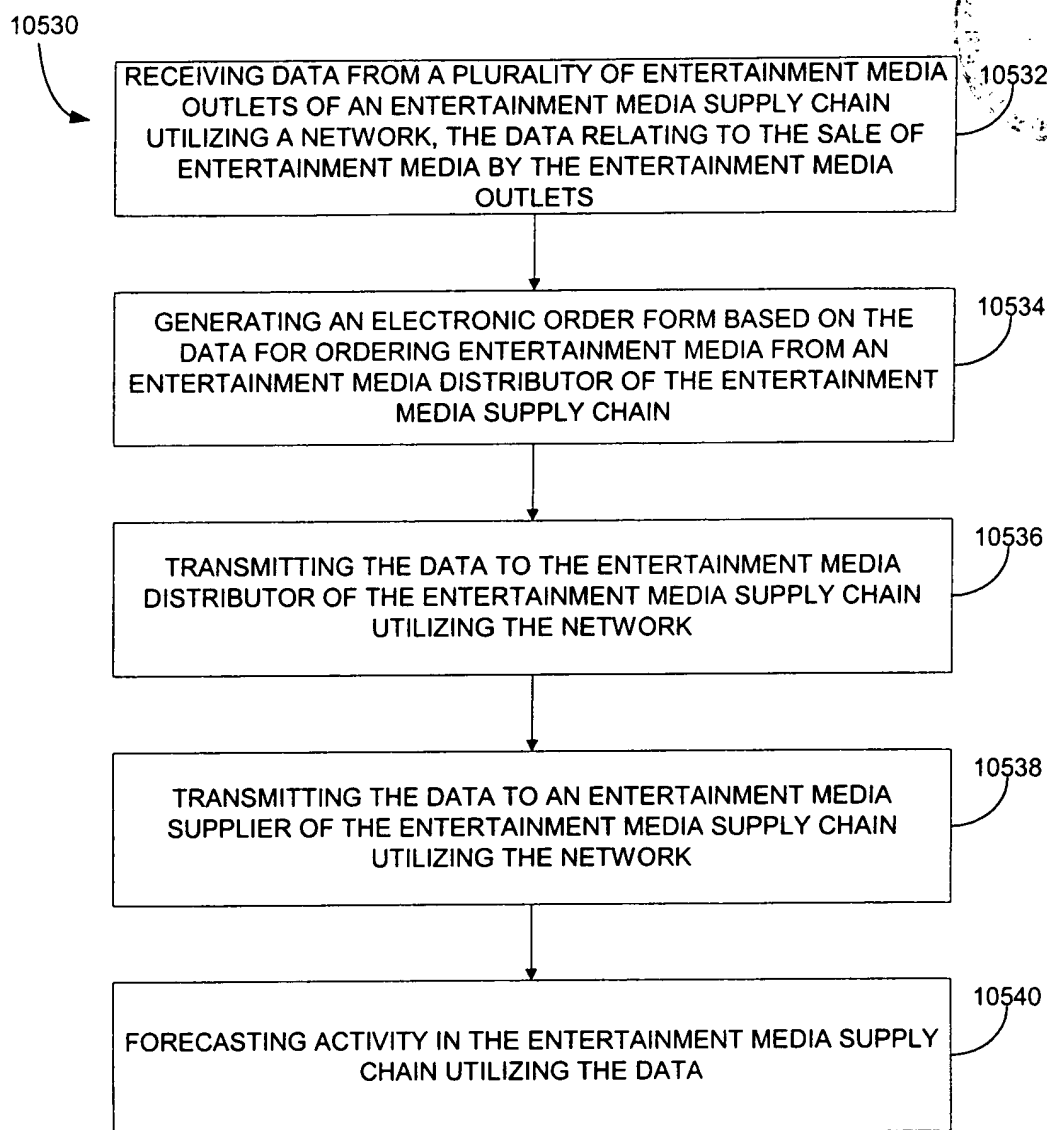 10530
RECEIVING DATA FROM A PLURALITY OF ENTERTAINMENT MEDIA
OUTLETS OF AN ENTERTAINMENT MEDIA SUPPLY CHAIN
UTILIZING A NETWORK, THE DATA RELATING TO THE SALE OF
ENTERTAINMENT MEDIA BY THE ENTERTAINMENT MEDIA
OUTLETS
10532
GENERATING AN ELECTRONIC ORDER FORM BASED ON THE
DATA FOR ORDERING ENTERTAINMENT MEDIA FROM AN
ENTERTAINMENT MEDIA DISTRIBUTOR OF THE ENTERTAINMENT
MEDIA SUPPLY CHAIN
10534
TRANSMITTING THE DATA TO THE ENTERTAINMENT MEDIA
DISTRIBUTOR OF THE ENTERTAINMENT MEDIA SUPPLY CHAIN
UTILIZING THE NETWORK
10536
TRANSMITTING THE DATA TO AN ENTERTAINMENT MEDIA
SUPPLIER OF THE ENTERTAINMENT MEDIA SUPPLY CHAIN
UTILIZING THE NETWORK
10538
FORECASTING ACTIVITY IN THE ENTERTAINMENT MEDIA SUPPLY
CHAIN UTILIZING THE DATA
10540